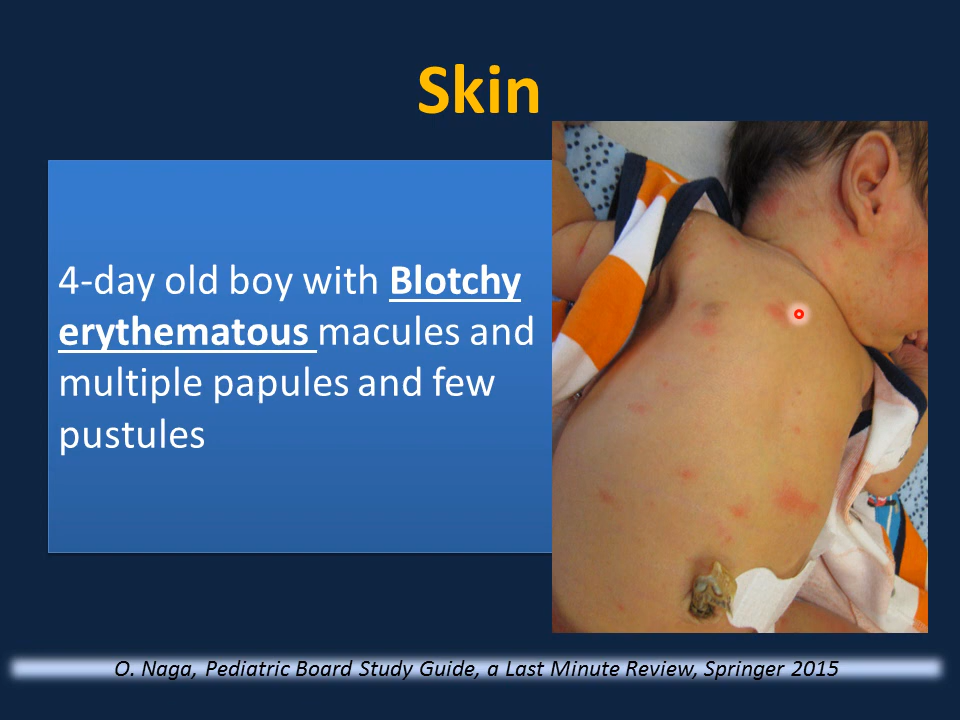 Skin
4-day old boy with Blotchy
erythematous macules and
multiple papules and few
pustules
O. Naga, Pediatric Board Study Guide, a Last Minute Review, Springer 2015